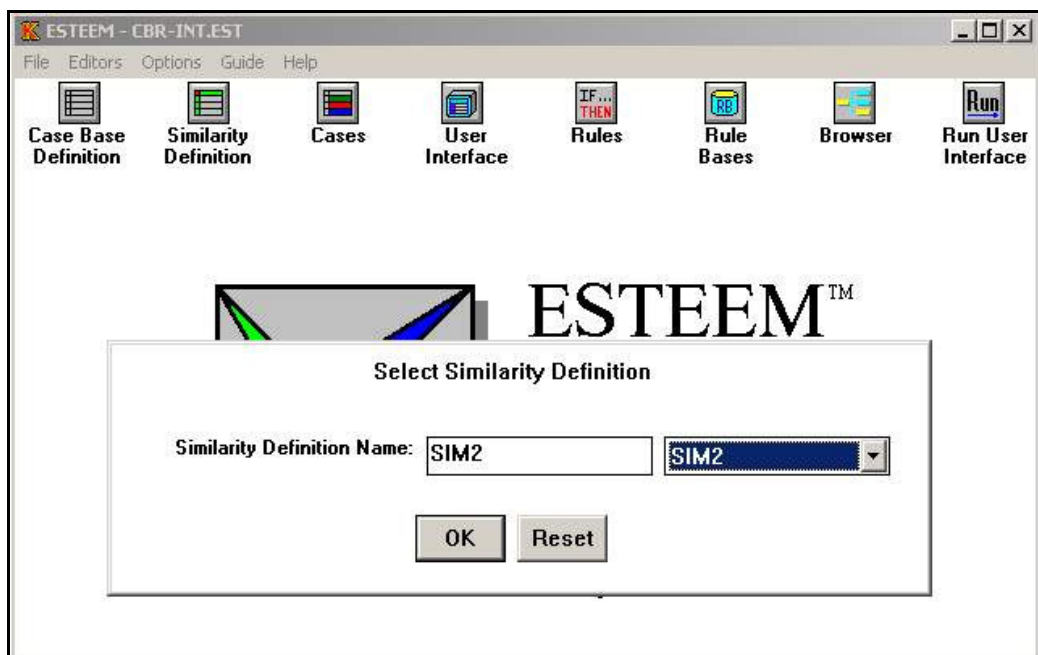 ESTEEM - CBR-INT.EST
File Editors Options Guide Help
Case Base Definition
Similarity Definition
Cases
User Interface
IF... THEN
Rules
RB
Rule Bases
Browser
Run
Run User Interface
ESTEEM™
Select Similarity Definition
Similarity Definition Name: SIM2 SIM2
OK Reset